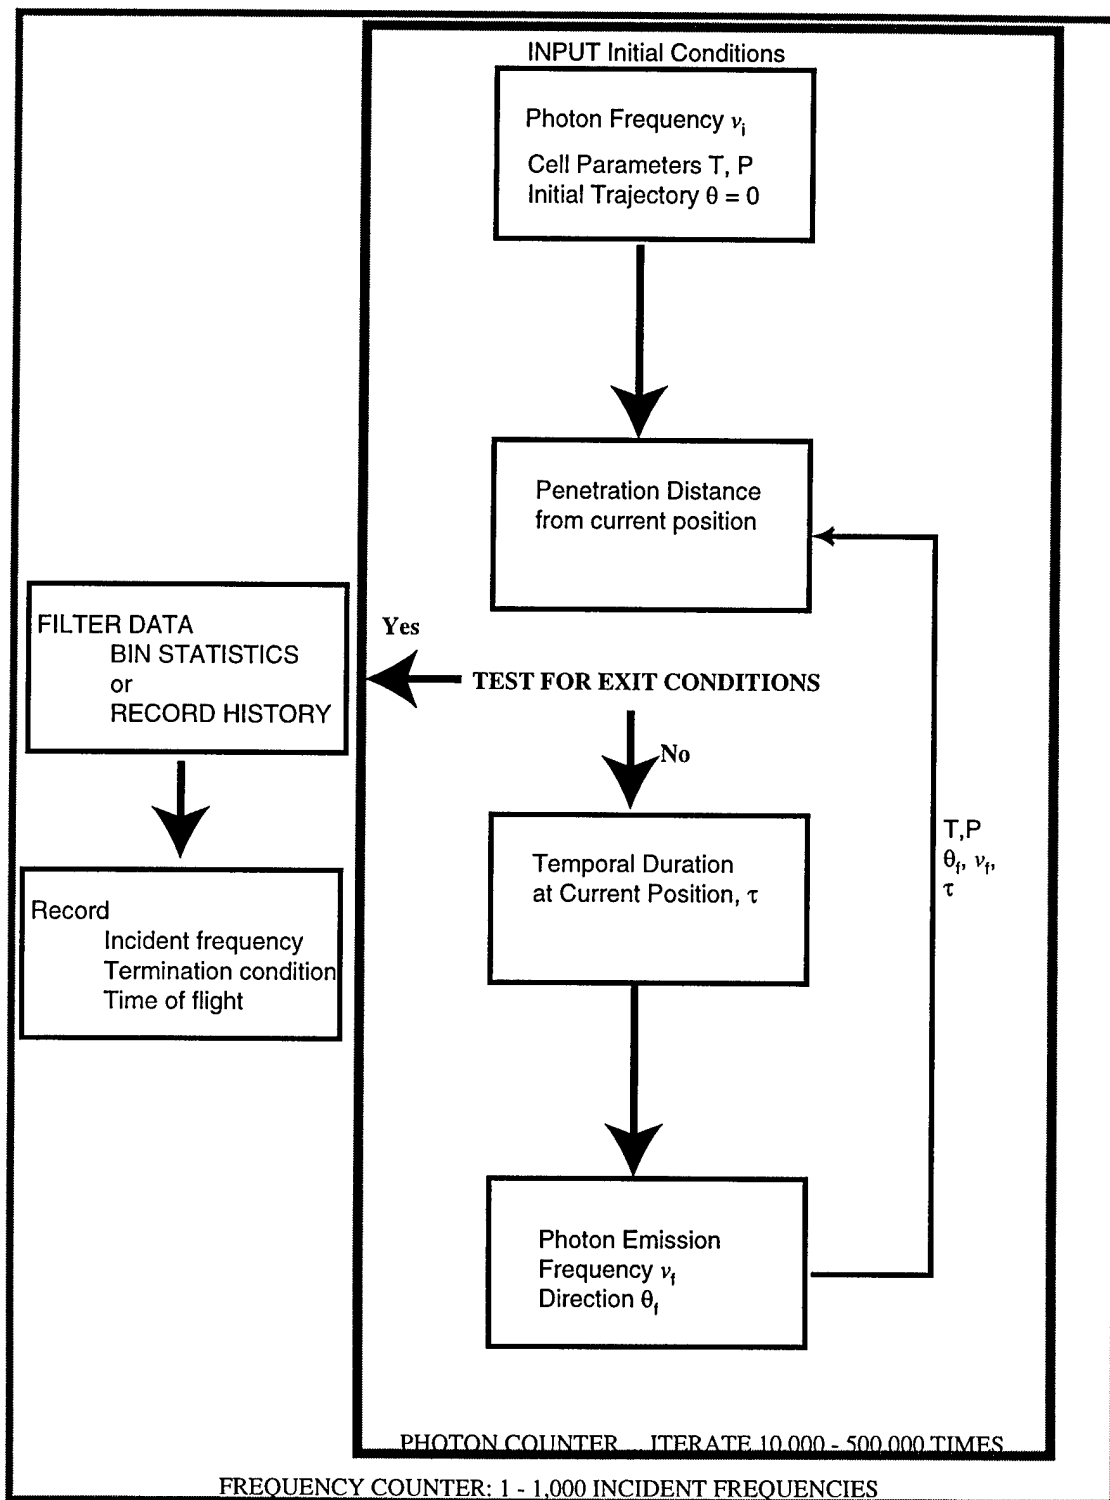 INPUT Initial Conditions
Photon Frequency νi
Cell Parameters T, P
Initial Trajectory θ = 0
Penetration Distance
from current position
Yes
TEST FOR EXIT CONDITIONS
No
FILTER DATA
BIN STATISTICS
or
RECORD HISTORY
Record
Incident frequency
Termination condition
Time of flight
Temporal Duration
at Current Position, τ
T,P
θf, νf,
τ
Photon Emission
Frequency νf
Direction θf
PHOTON COUNTER ITERATE 10,000 - 500,000 TIMES
FREQUENCY COUNTER: 1 - 1,000 INCIDENT FREQUENCIES